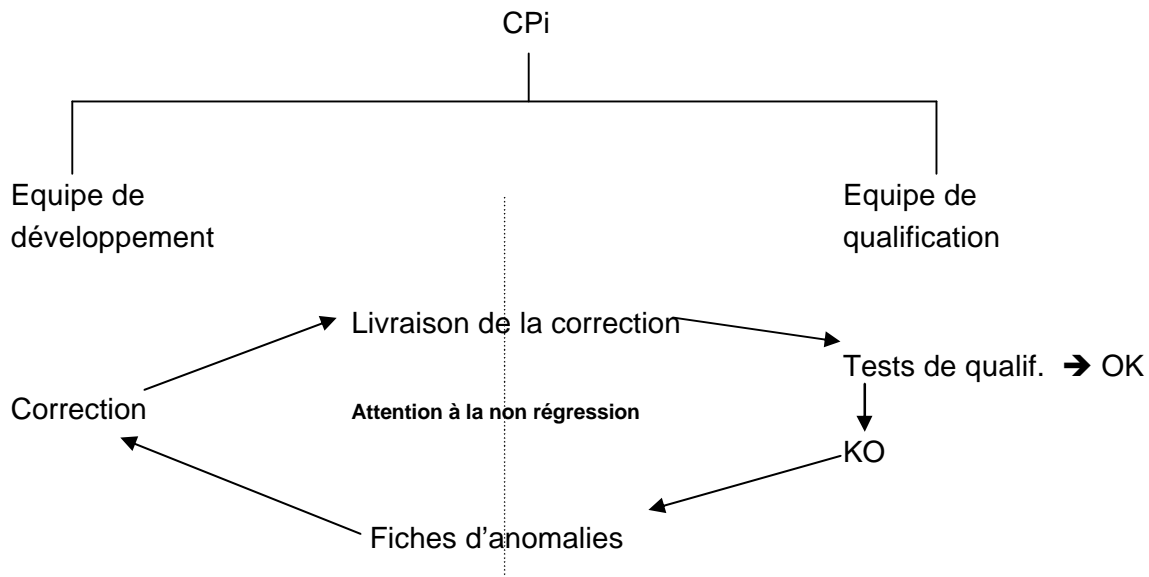 CPi
Equipe de
développement
Equipe de
qualification
Livraison de la correction
Tests de qualif. ➔ OK
Correction
Attention à la non régression
KO
Fiches d'anomalies